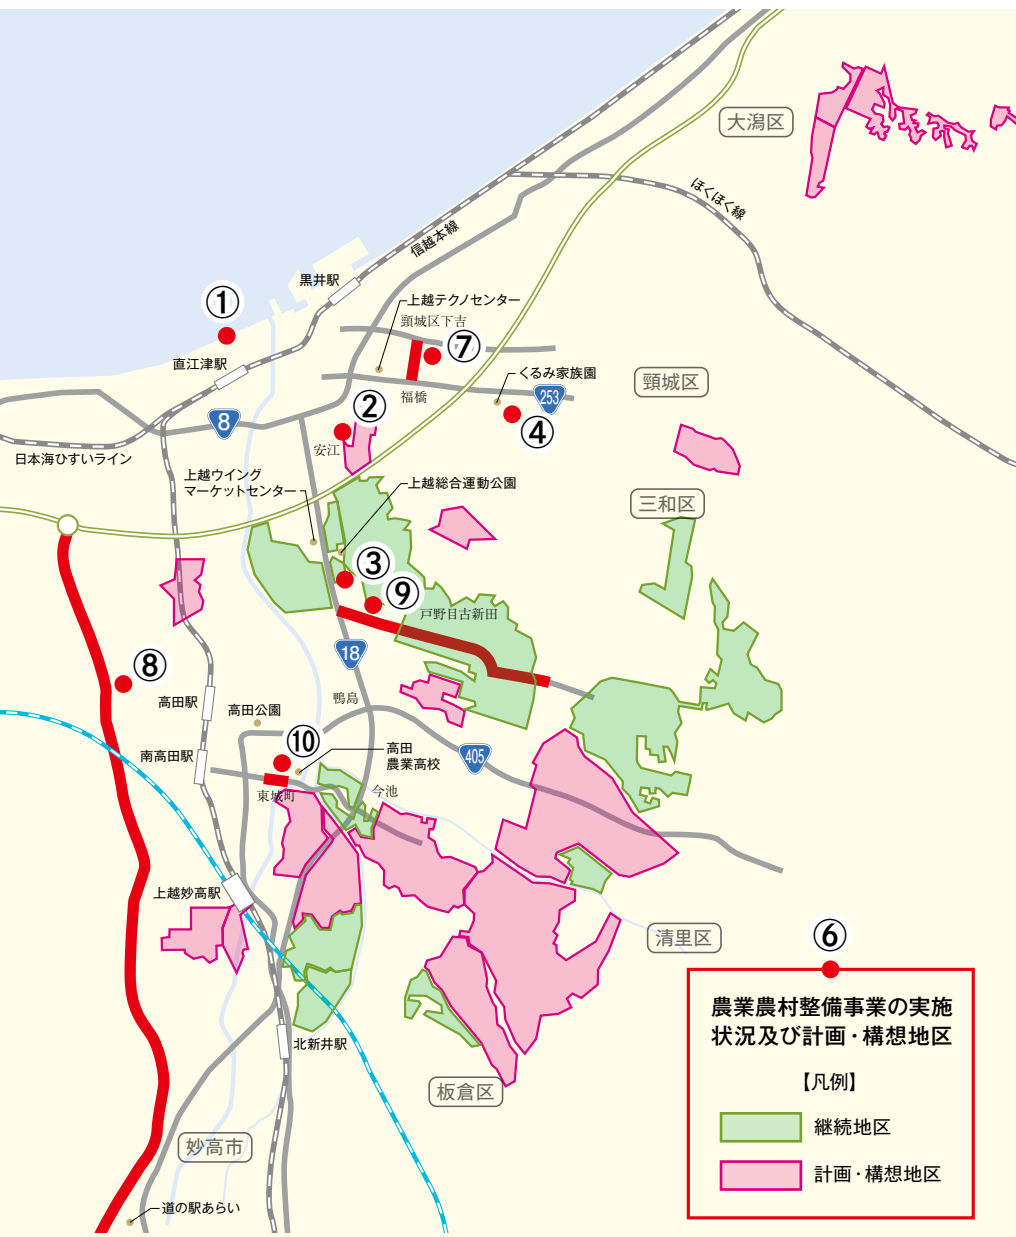 大潟区
ほくほく線
信越本線
黒井駅
①
上越テクノセンター
頸城区下吉
⑦
直江津駅
くるみ家族園
頸城区
福橋
253
②
④
8
安江
日本海ひすいライン
上越ウイング
マーケットセンター
上越総合運動公園
三和区
③
⑨
戸野目古新田
18
⑧
高田駅
鴨島
高田公園
⑩
南高田駅
高田
農業高校
405
東城町
今池
上越妙高駅
清里区
⑥
農業農村整備事業の実施
状況及び計画・構想地区
【凡例】
継続地区
計画・構想地区
北新井駅
板倉区
妙高市
道の駅あらい